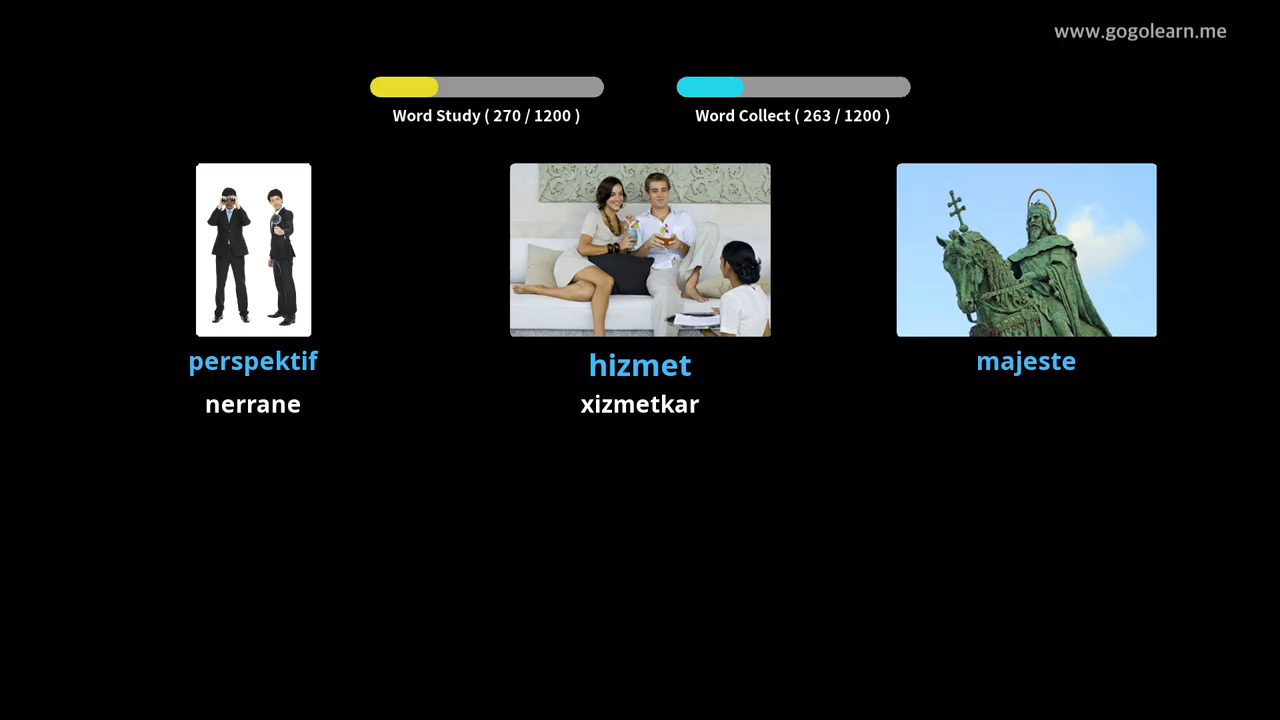 www.gogolearn.me
Word Study ( 270 / 1200 )
Word Collect ( 263 / 1200 )
perspektif
hizmet
majeste
nerrane
xizmetkar